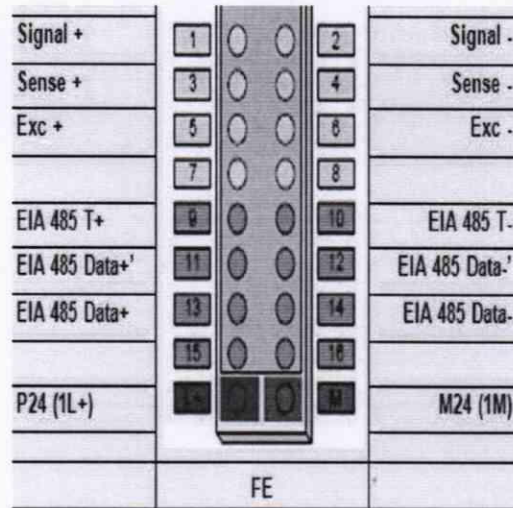 Signal + 1 2 Signal -
Sense + 3 4 Sense -
Exc + 5 6 Exc -
7 8
EIA 485 T+ 9 10 EIA 485 T-
EIA 485 Data+' 11 12 EIA 485 Data-'
EIA 485 Data+ 13 14 EIA 485 Data-
15 16
P24 (1L+) L+ M M24 (1M)
FE